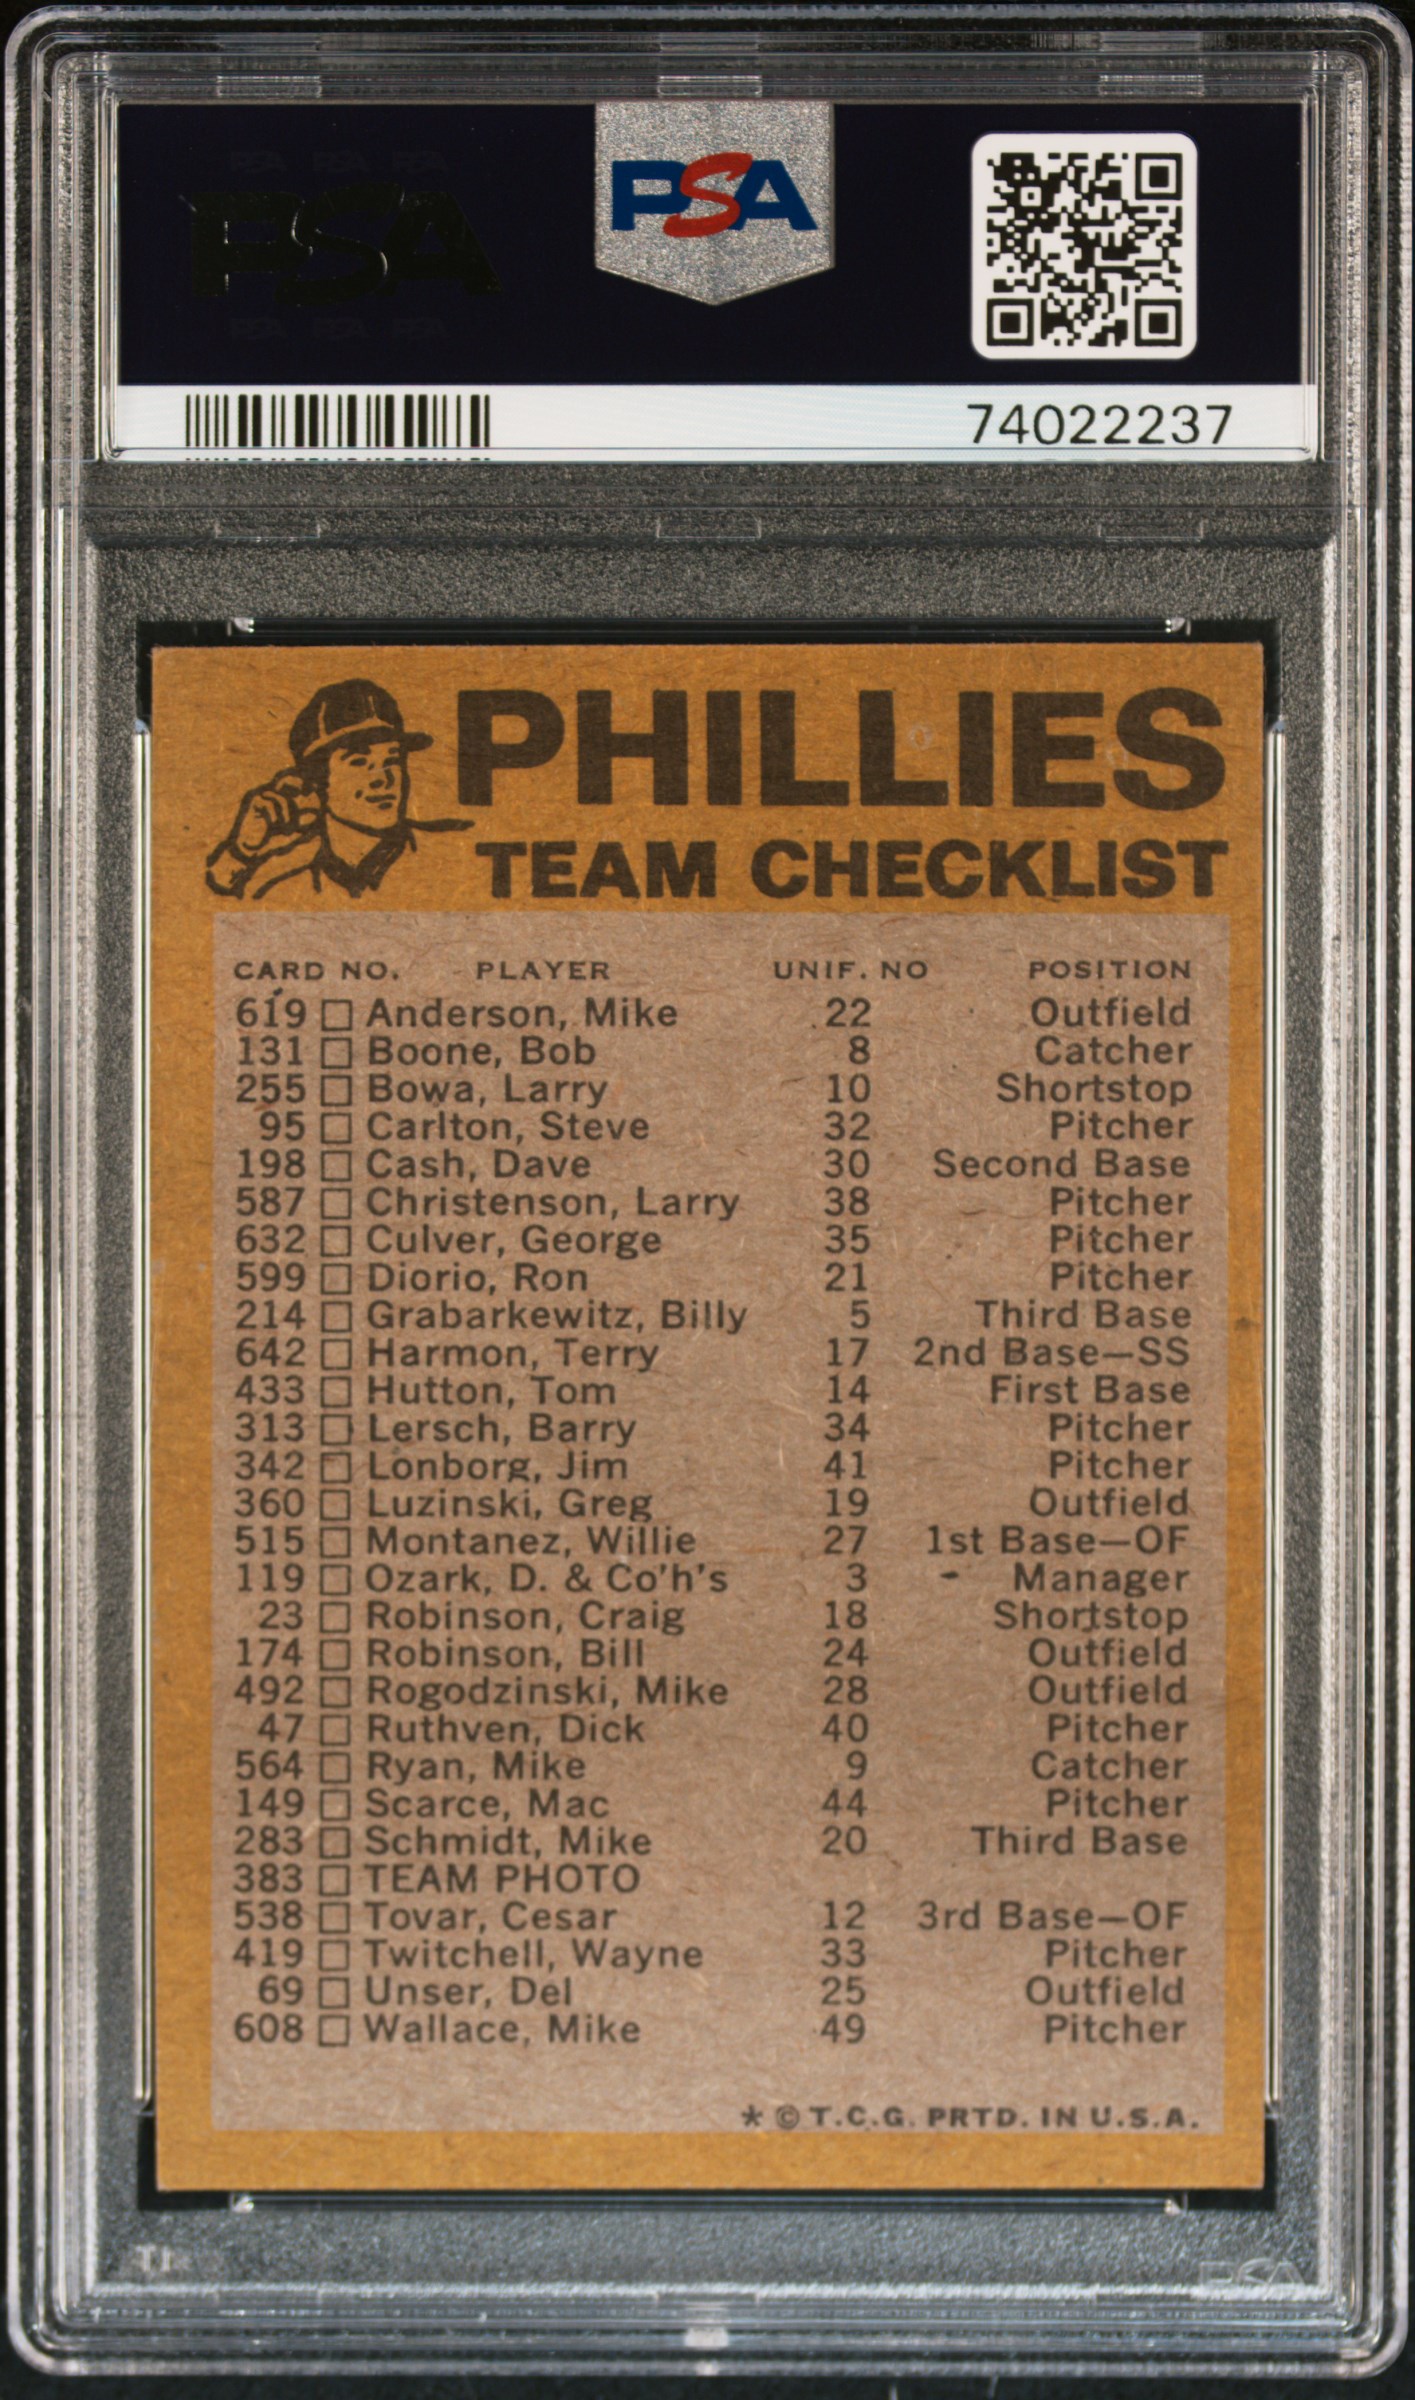 PSA PSA PSA
PSA
PSA PSA PSA
PSA
74022237
PHILLIES
TEAM CHECKLIST
CARD NO. PLAYER UNIF. NO POSITION
619 Anderson, Mike 22 Outfield
131 Boone, Bob 8 Catcher
255 Bowa, Larry 10 Shortstop
95 Carlton, Steve 32 Pitcher
198 Cash, Dave 30 Second Base
587 Christenson, Larry 38 Pitcher
632 Culver, George 35 Pitcher
599 Diorio, Ron 21 Pitcher
214 Grabarkewitz, Billy 5 Third Base
642 Harmon, Terry 17 2nd Base—SS
433 Hutton, Tom 14 First Base
313 Lersch, Barry 34 Pitcher
342 Lonborg, Jim 41 Pitcher
360 Luzinski, Greg 19 Outfield
515 Montanez, Willie 27 1st Base—OF
119 Ozark, D. & Co'h's 3 Manager
23 Robinson, Craig 18 Shortstop
174 Robinson, Bill 24 Outfield
492 Rogodzinski, Mike 28 Outfield
47 Ruthven, Dick 40 Pitcher
564 Ryan, Mike 9 Catcher
149 Scarce, Mac 44 Pitcher
283 Schmidt, Mike 20 Third Base
383 TEAM PHOTO
538 Tovar, Cesar 12 3rd Base—OF
419 Twitchell, Wayne 33 Pitcher
69 Unser, Del 25 Outfield
608 Wallace, Mike 49 Pitcher
* © T.C.G. PRTD. IN U.S.A.
PSA